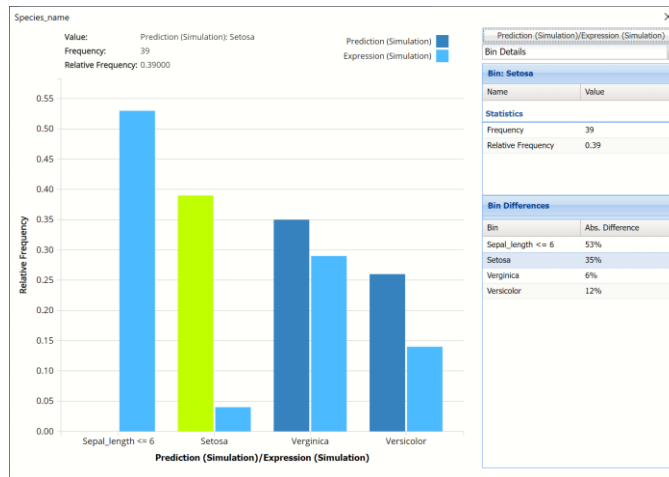 Species_name
Value: Prediction (Simulation): Setosa
Frequency: 39
Relative Frequency: 0.39000
Prediction (Simulation)
Expression (Simulation)
0.55
0.50
0.45
0.40
0.35
0.30
0.25
0.20
0.15
0.10
0.05
0.00
Relative Frequency
Sepal_length <= 6 Setosa Verginica Versicolor
Prediction (Simulation)/Expression (Simulation)
Prediction (Simulation)/Expression (Simulation)
Bin Details
Bin: Setosa
Name Value
Statistics
Frequency 39
Relative Frequency 0.39
Bin Differences
Bin Abs. Difference
Sepal_length <= 6 53%
Setosa 35%
Verginica 6%
Versicolor 12%